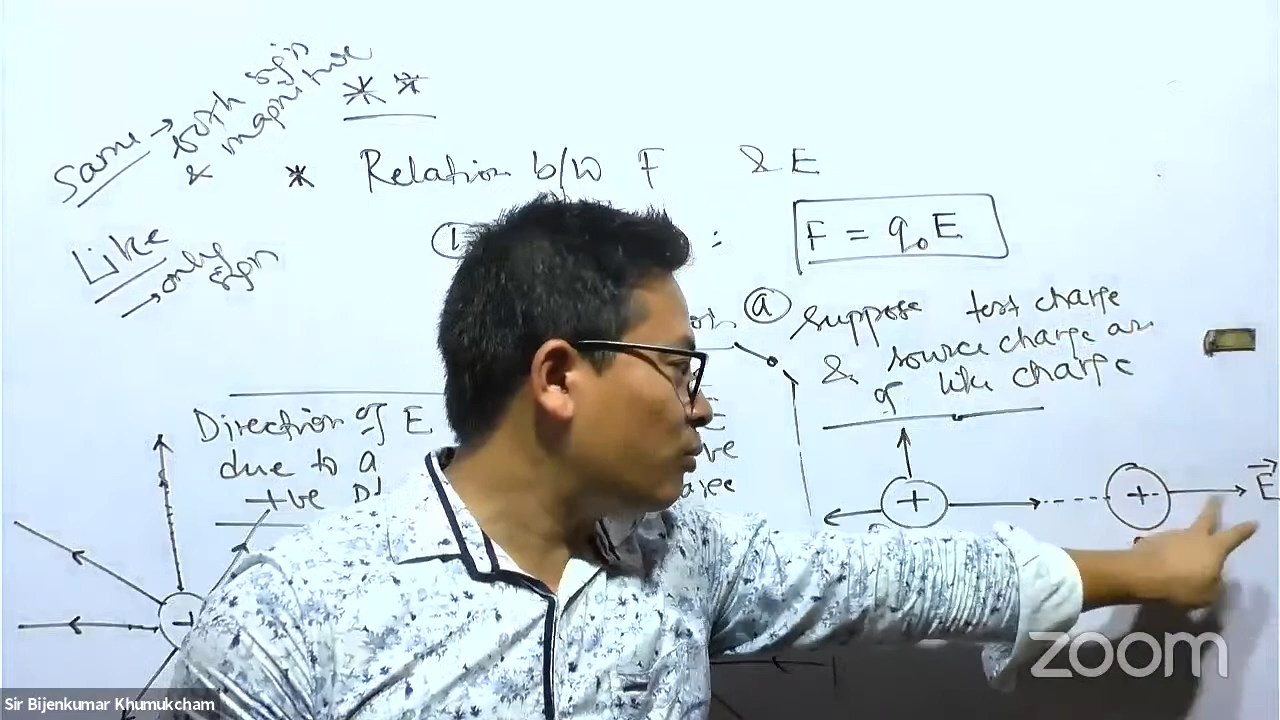 Same → both sign
& magnitude
**
* Relation b/w F & E
Like
→ only sign
①
:
F = q₀E
ⓐ suppose test charge
& source charge are
of like charge
Direction of E
due to a
+ve
+
+
+
E
zoom
Sir Bijenkumar Khumukcham